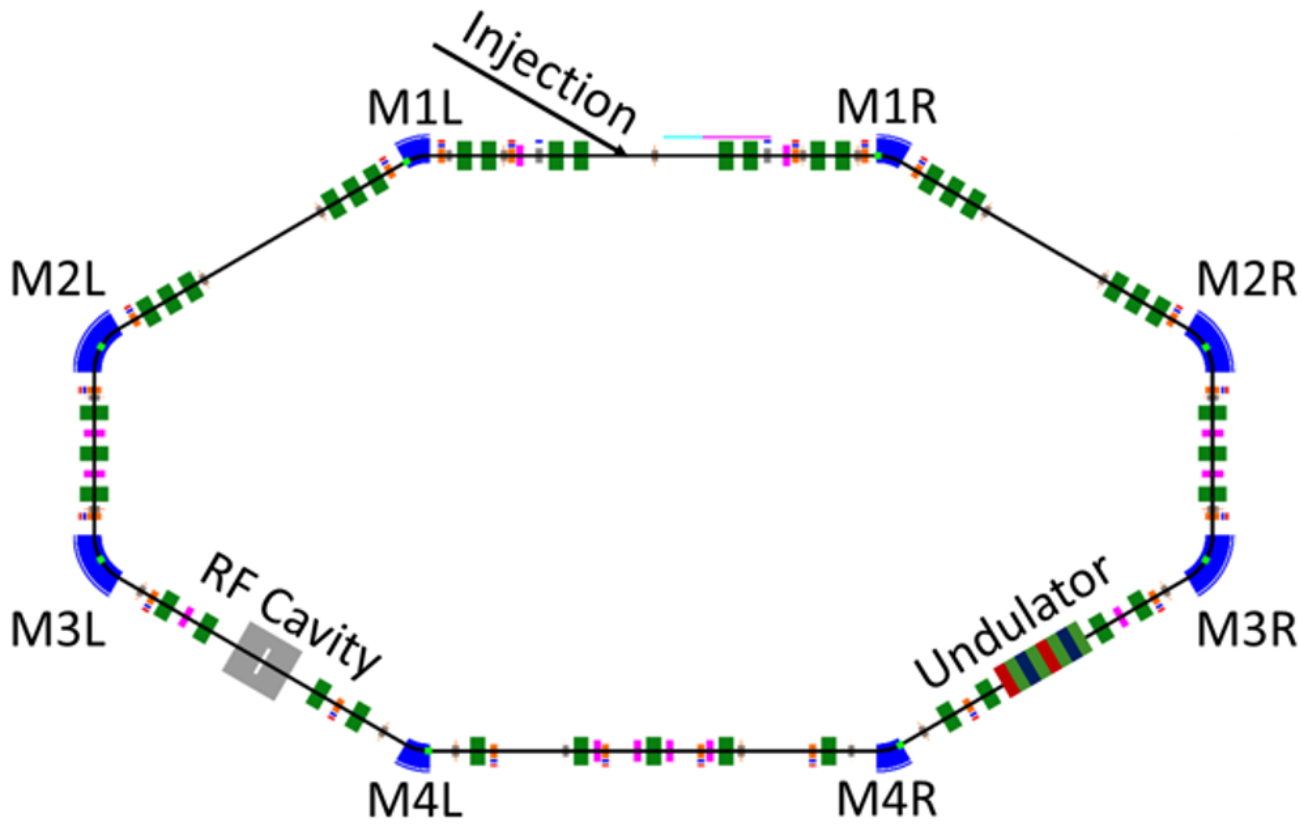 Injection
M1L
M1R
M2L
M2R
RF Cavity
Undulator
M3L
M3R
M4L
M4R